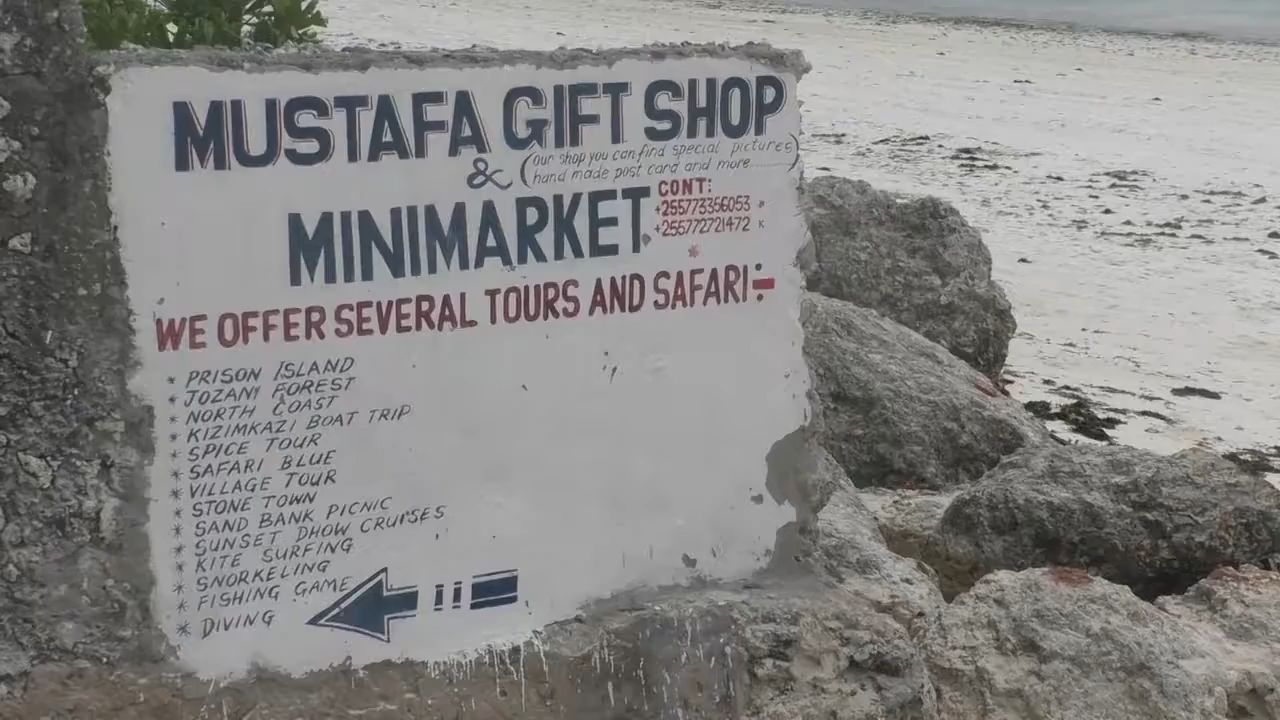 MUSTAFA GIFT SHOP
& (our shop you can find special pictures
hand made post card and more.........)
MINIMARKET
CONT:
+255773356053
+255772721472
WE OFFER SEVERAL TOURS AND SAFARI:-
* PRISON ISLAND
* JOZANI FOREST
* NORTH COAST
* KIZIMKAZI BOAT TRIP
* SPICE TOUR
* SAFARI BLUE
* VILLAGE TOUR
* STONE TOWN
* SAND BANK PICNIC
* SUNSET DHOW CRUISES
* KITE SURFING
* SNORKELING
* FISHING GAME
* DIVING